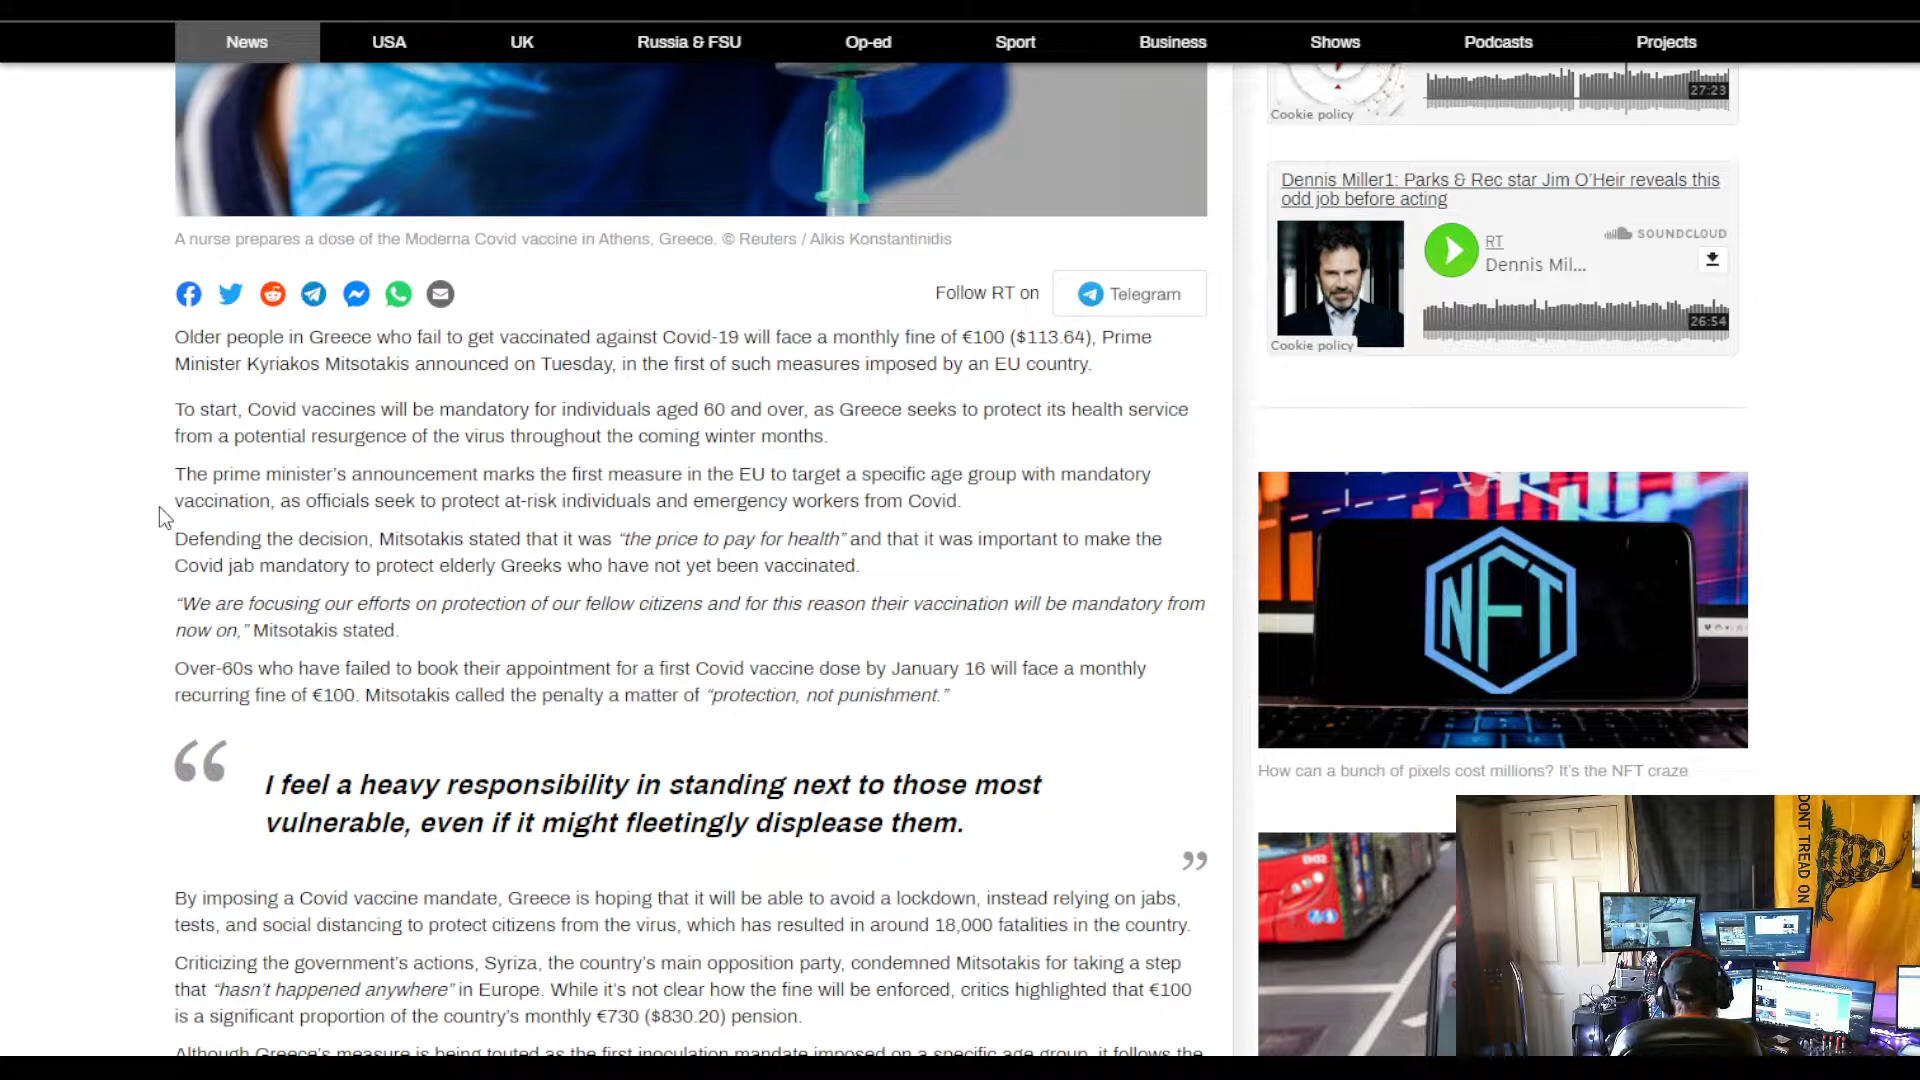 News USA UK Russia & FSU Op-ed Sport Business Shows Podcasts Projects
A nurse prepares a dose of the Moderna Covid vaccine in Athens, Greece. © Reuters / Alkis Konstantinidis
Follow RT on Telegram
Older people in Greece who fail to get vaccinated against Covid-19 will face a monthly fine of €100 ($113.64), Prime
Minister Kyriakos Mitsotakis announced on Tuesday, in the first of such measures imposed by an EU country.
To start, Covid vaccines will be mandatory for individuals aged 60 and over, as Greece seeks to protect its health service
from a potential resurgence of the virus throughout the coming winter months.
The prime minister’s announcement marks the first measure in the EU to target a specific age group with mandatory
vaccination, as officials seek to protect at-risk individuals and emergency workers from Covid.
Defending the decision, Mitsotakis stated that it was “the price to pay for health” and that it was important to make the
Covid jab mandatory to protect elderly Greeks who have not yet been vaccinated.
“We are focusing our efforts on protection of our fellow citizens and for this reason their vaccination will be mandatory from
now on,” Mitsotakis stated.
Over-60s who have failed to book their appointment for a first Covid vaccine dose by January 16 will face a monthly
recurring fine of €100. Mitsotakis called the penalty a matter of “protection, not punishment.”
“
I feel a heavy responsibility in standing next to those most
vulnerable, even if it might fleetingly displease them.
”
By imposing a Covid vaccine mandate, Greece is hoping that it will be able to avoid a lockdown, instead relying on jabs,
tests, and social distancing to protect citizens from the virus, which has resulted in around 18,000 fatalities in the country.
Criticizing the government’s actions, Syriza, the country’s main opposition party, condemned Mitsotakis for taking a step
that “hasn’t happened anywhere” in Europe. While it’s not clear how the fine will be enforced, critics highlighted that €100
is a significant proportion of the country’s monthly €730 ($830.20) pension.
Although Greece’s measure is being touted as the first inoculation mandate imposed on a specific age group, it follows the
27:23
Cookie policy
Dennis Miller1: Parks & Rec star Jim O’Heir reveals this
odd job before acting
SOUNDCLOUD
RT
Dennis Mil...
26:54
Cookie policy
NFT
How can a bunch of pixels cost millions? It’s the NFT craze
DONT TREAD ON